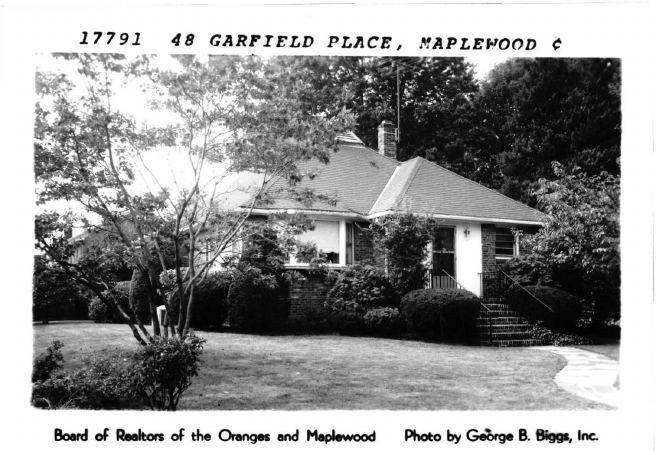 17791 48 GARFIELD PLACE, MAPLEWOOD ¢
Board of Realtors of the Oranges and Maplewood Photo by George B. Biggs, Inc.